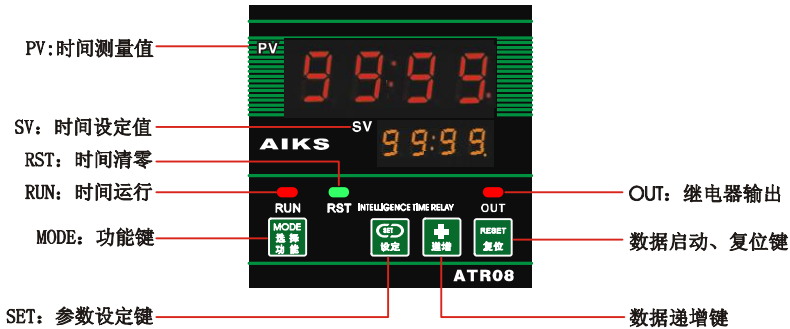 PV:时间测量值
PV
99:99.
SV：时间设定值
SV
99:99.
AIKS
RST：时间清零
RUN：时间运行
OUT：继电器输出
RUN
RST
INTELLIGENCE TIME RELAY
OUT
MODE：功能键
MODE
选择
功能
SET
设定
递增
RESET
复位
数据启动、复位键
ATR08
SET：参数设定键
数据递增键